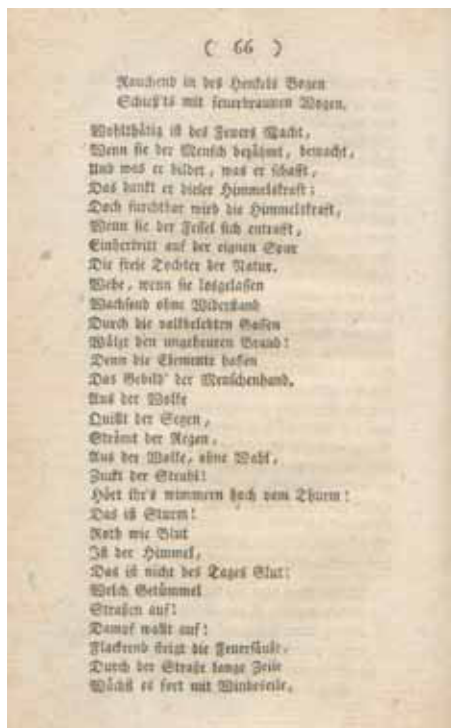 ( 66 )
Rauchend in des Henkels Bogen
Schießts mit feuerbraunen Wogen.
Wohlthätig ist des Feuers Macht,
Wenn sie der Mensch bezähmt, bewacht,
Und was er bildet, was er schafft,
Das dankt er dieser Himmelskraft;
Doch furchtbar wird die Himmelskraft,
Wenn sie der Fessel sich entrafft,
Einhertritt auf der eignen Spur
Die freie Tochter der Natur.
Wehe, wenn sie losgelassen
Wachsend ohne Widerstand
Durch die volkbelebten Gassen
Wälzt den ungeheuren Brand!
Denn die Elemente hassen
Das Gebild' der Menschenhand.
Aus der Wolke
Quillt der Segen,
Strömt der Regen,
Aus der Wolke, ohne Wahl,
Zuckt der Strahl!
Hört ihr's wimmern hoch vom Thurm!
Das ist Sturm!
Roth wie Blut
Ist der Himmel,
Das ist nicht des Tages Glut!
Welch Getümmel
Straßen auf!
Dampf wallt auf!
Flackernd steigt die Feuersäule,
Durch der Straße lange Zeile
Wächst es fort mit Windeseile,